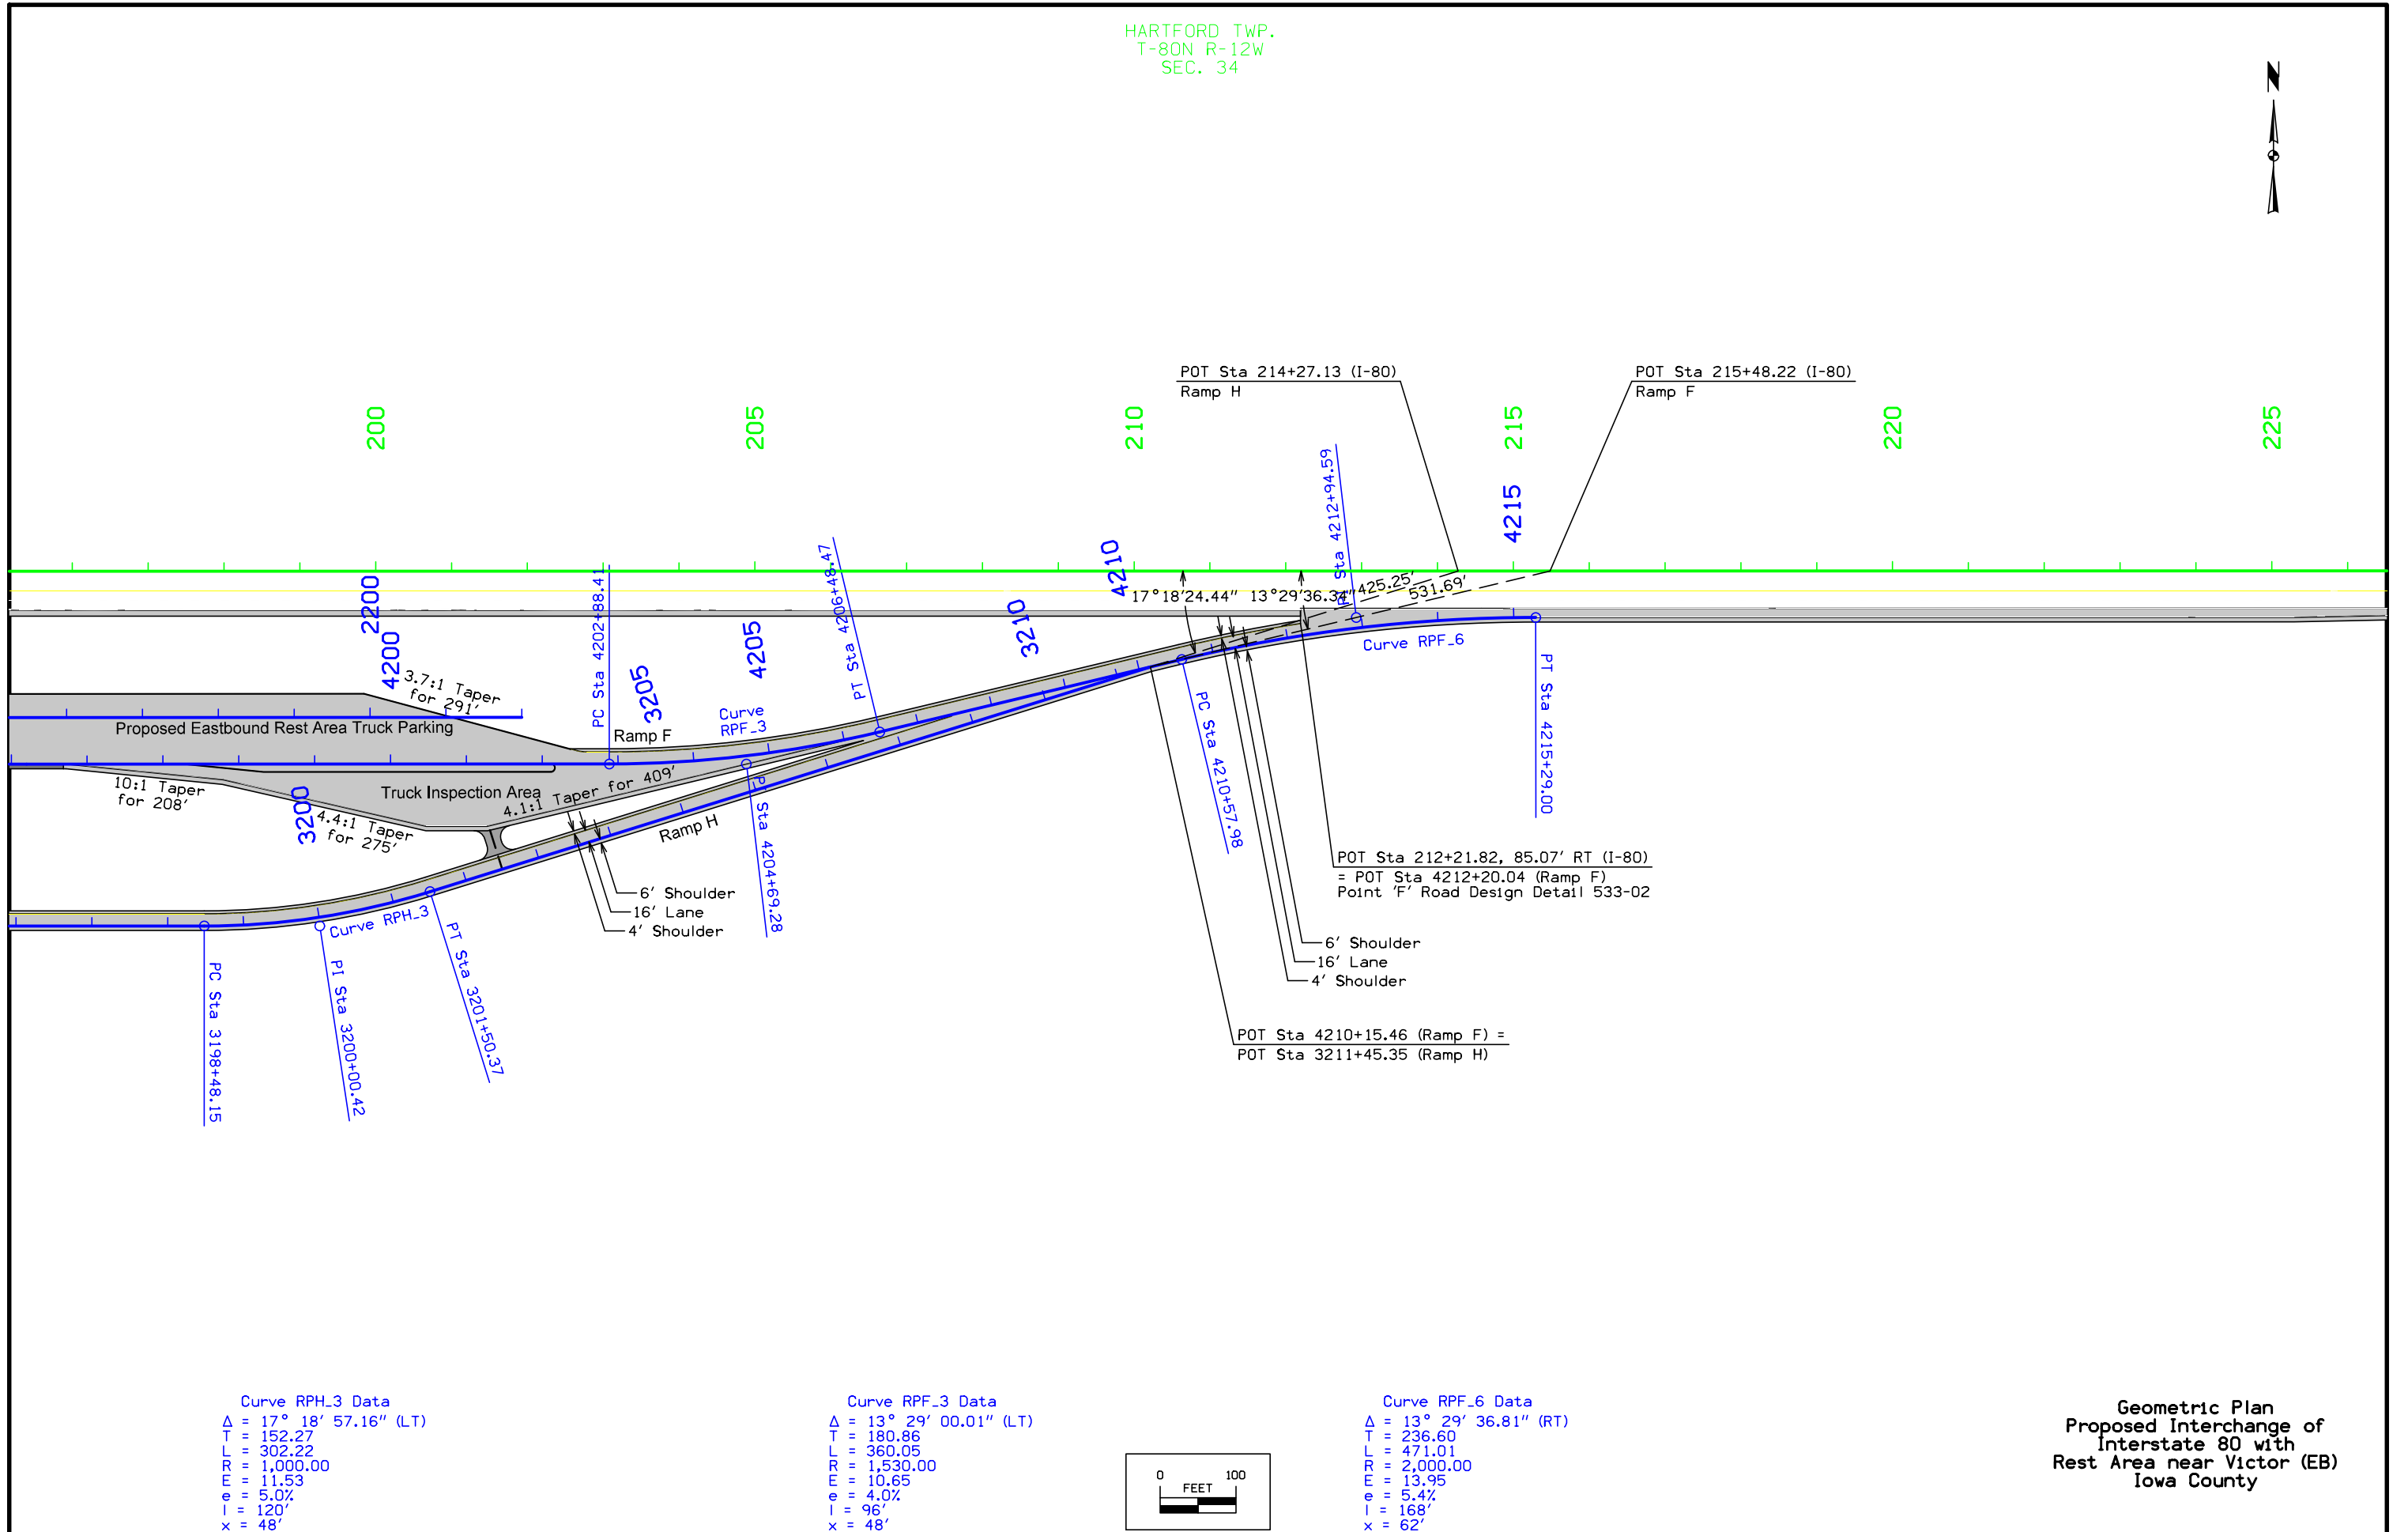 HARTFORD TWP.
T-80N R-12W
SEC. 34
N
POT Sta 214+27.13 (I-80)
Ramp H
POT Sta 215+48.22 (I-80)
Ramp F
200
205
210
215
220
225
4215
2200
4200
PC Sta 4202+88.41
4205
PT Sta 4206+48.47
3210
4210
PI Sta 4212+94.59
17°18'24.44"
13°29'36.34"
425.25'
531.69'
Curve RPF_6
3.7:1 Taper
for 291'
Proposed Eastbound Rest Area Truck Parking
Ramp F
3205
Curve
RPF_3
10:1 Taper
for 208'
3200
4.4:1 Taper
for 275'
Truck Inspection Area
4.1:1 Taper for 409'
Ramp H
PI Sta 4204+69.28
PC Sta 4210+57.98
PT Sta 4215+29.00
POT Sta 212+21.82, 85.07' RT (I-80)
= POT Sta 4212+20.04 (Ramp F)
Point 'F' Road Design Detail 533-02
6' Shoulder
16' Lane
4' Shoulder
Curve RPH_3
6' Shoulder
16' Lane
4' Shoulder
PC Sta 3198+48.15
PI Sta 3200+00.42
PT Sta 3201+50.37
POT Sta 4210+15.46 (Ramp F) =
POT Sta 3211+45.35 (Ramp H)
Curve RPH_3 Data
Δ = 17° 18' 57.16" (LT)
T = 152.27
L = 302.22
R = 1,000.00
E = 11.53
e = 5.0%
l = 120'
x = 48'
Curve RPF_3 Data
Δ = 13° 29' 00.01" (LT)
T = 180.86
L = 360.05
R = 1,530.00
E = 10.65
e = 4.0%
l = 96'
x = 48'
0 100
FEET
Curve RPF_6 Data
Δ = 13° 29' 36.81" (RT)
T = 236.60
L = 471.01
R = 2,000.00
E = 13.95
e = 5.4%
l = 168'
x = 62'
Geometric Plan
Proposed Interchange of
Interstate 80 with
Rest Area near Victor (EB)
Iowa County